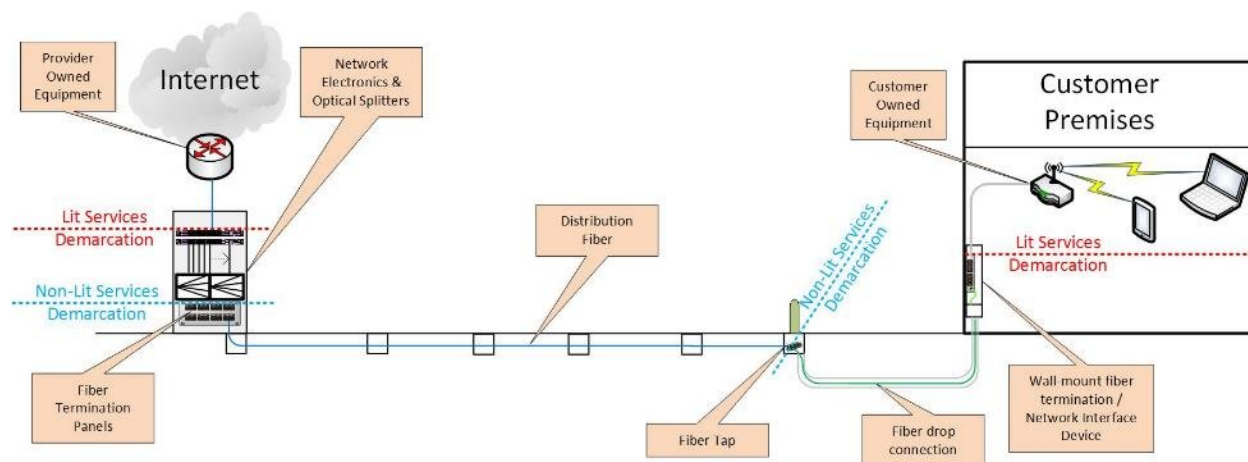 Provider
Owned
Equipment
Internet
Network
Electronics &
Optical Splitters
Customer
Owned
Equipment
Customer
Premises
Lit Services
Demarcation
Non-Lit Services
Demarcation
Distribution
Fiber
Non-Lit Services
Demarcation
Lit Services
Demarcation
Fiber
Termination
Panels
Fiber Tap
Fiber drop
connection
Wall-mount fiber
termination /
Network Interface
Device